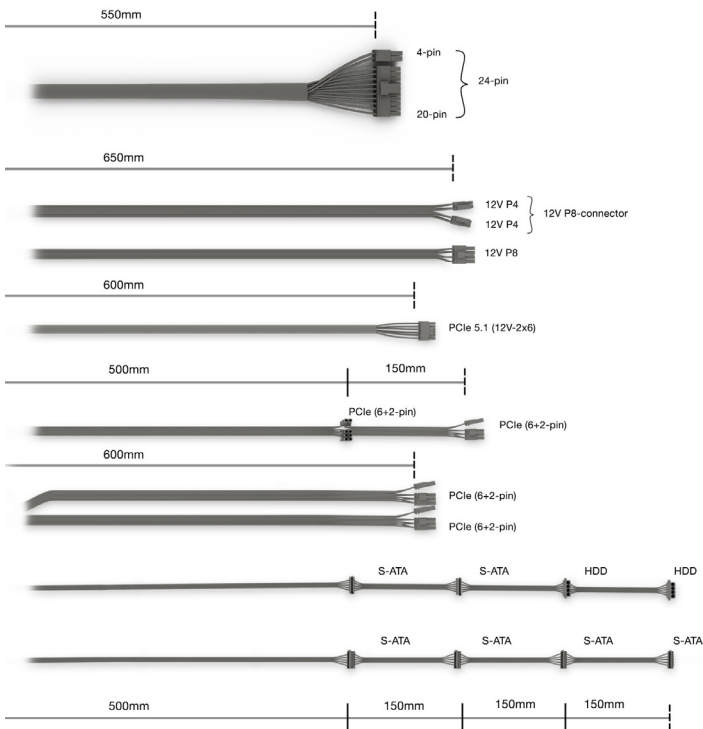 550mm
4-pin
24-pin
20-pin
650mm
12V P4
12V P4
12V P8-connector
12V P8
600mm
PCIe 5.1 (12V-2x6)
500mm 150mm
PCIe (6+2-pin)
PCIe (6+2-pin)
600mm
PCIe (6+2-pin)
PCIe (6+2-pin)
S-ATA S-ATA HDD HDD
S-ATA S-ATA S-ATA S-ATA
500mm 150mm 150mm 150mm